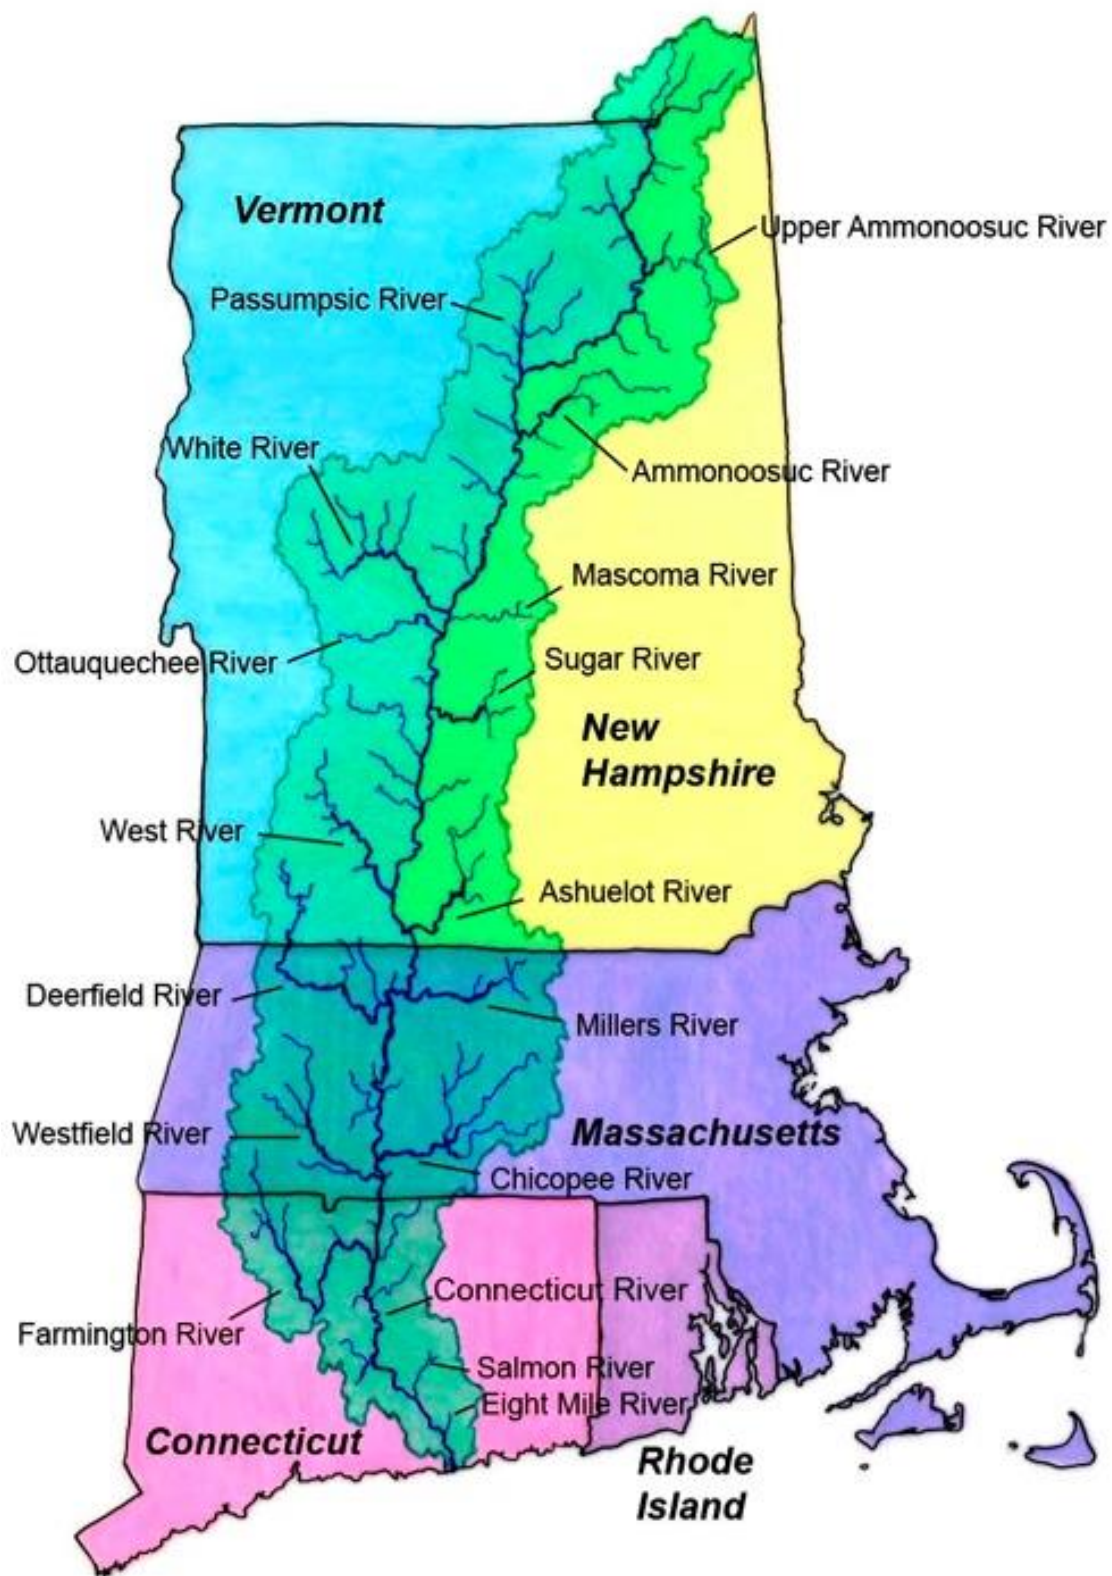 Vermont
Upper Ammonoosuc River
Passumpsic River
White River
Ammonoosuc River
Mascoma River
Ottauquechee River
Sugar River
New
Hampshire
West River
Ashuelot River
Deerfield River
Millers River
Westfield River
Massachusetts
Chicopee River
Connecticut River
Farmington River
Salmon River
Eight Mile River
Connecticut
Rhode
Island